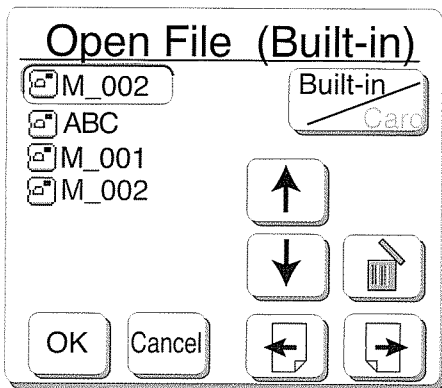 Open File (Built-in)
M_002
Built-in
Card
ABC
M_001
M_002
OK
Cancel